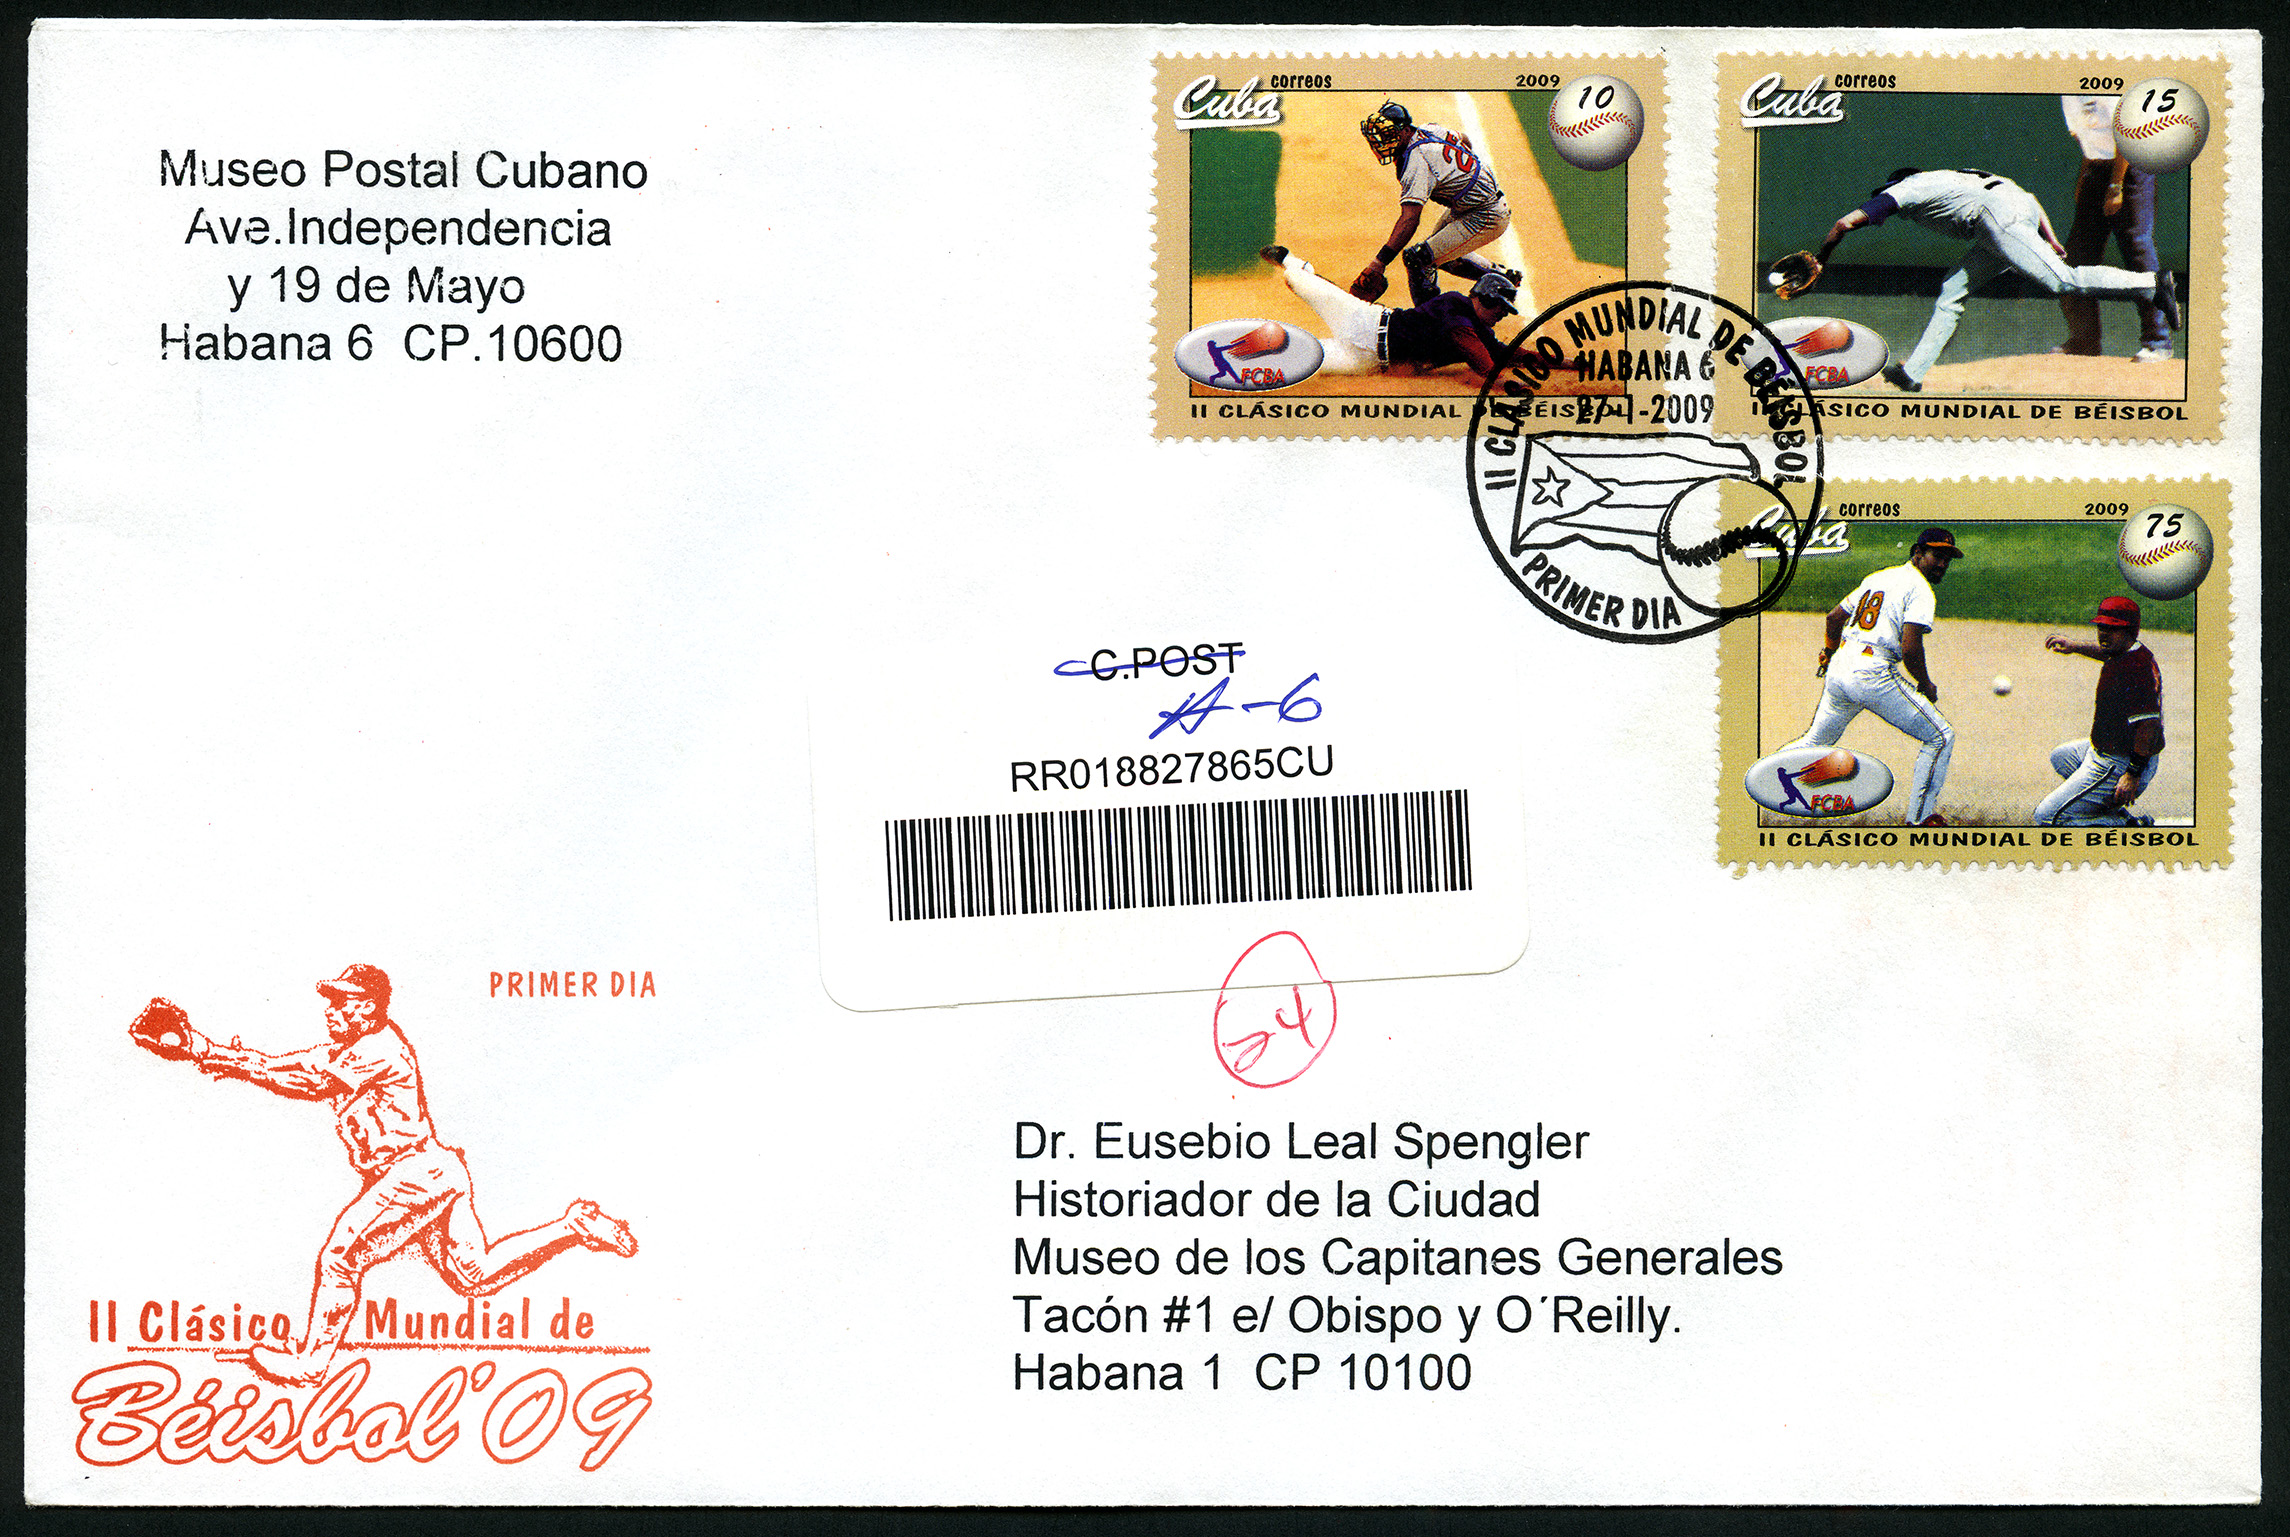 Museo Postal Cubano
Ave.Independencia
y 19 de Mayo
Habana 6 CP.10600
Cuba correos 2009 10
FCBA
II CLÁSICO MUNDIAL DE BÉISBOL
Cuba correos 2009 15
FCBA
II CLÁSICO MUNDIAL DE BÉISBOL
II CLÁSICO MUNDIAL DE BÉISBOL
HABANA 6
27-1-2009
PRIMER DIA
Cuba correos 2009 75
18
FCBA
II CLÁSICO MUNDIAL DE BÉISBOL
C.POST
H-6
RR018827865CU
24
PRIMER DIA
II Clásico Mundial de
Béisbol'09
Dr. Eusebio Leal Spengler
Historiador de la Ciudad
Museo de los Capitanes Generales
Tacón #1 e/ Obispo y O´Reilly.
Habana 1 CP 10100